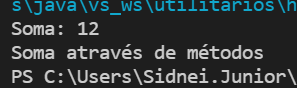 s\java\vs_ws\utilitarios\h
Soma: 12
Soma através de métodos
PS C:\Users\Sidnei.Junior\